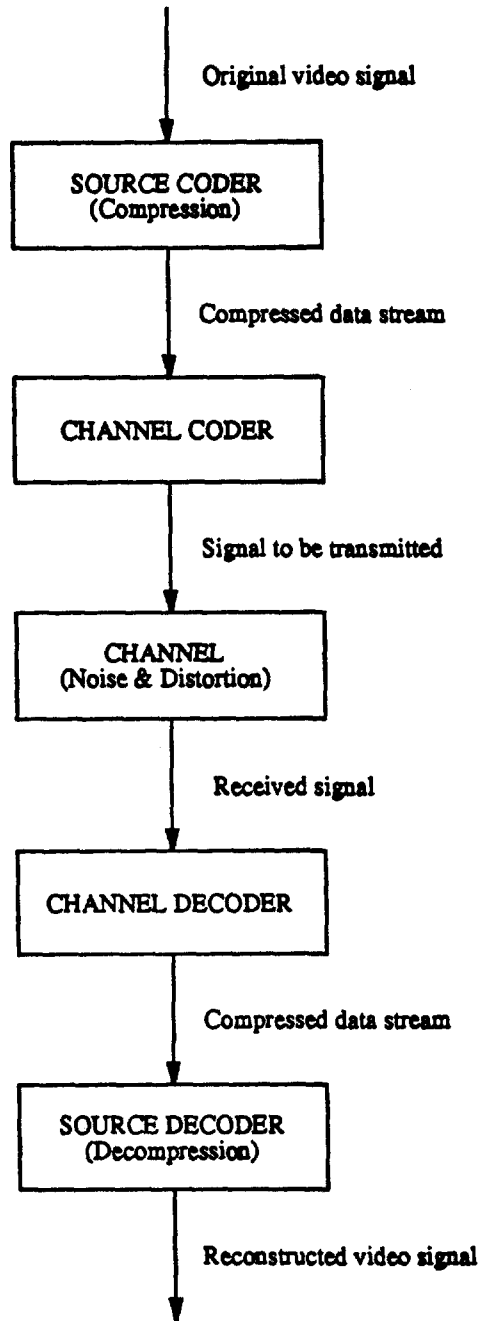 Original video signal
SOURCE CODER
(Compression)
Compressed data stream
CHANNEL CODER
Signal to be transmitted
CHANNEL
(Noise & Distortion)
Received signal
CHANNEL DECODER
Compressed data stream
SOURCE DECODER
(Decompression)
Reconstructed video signal